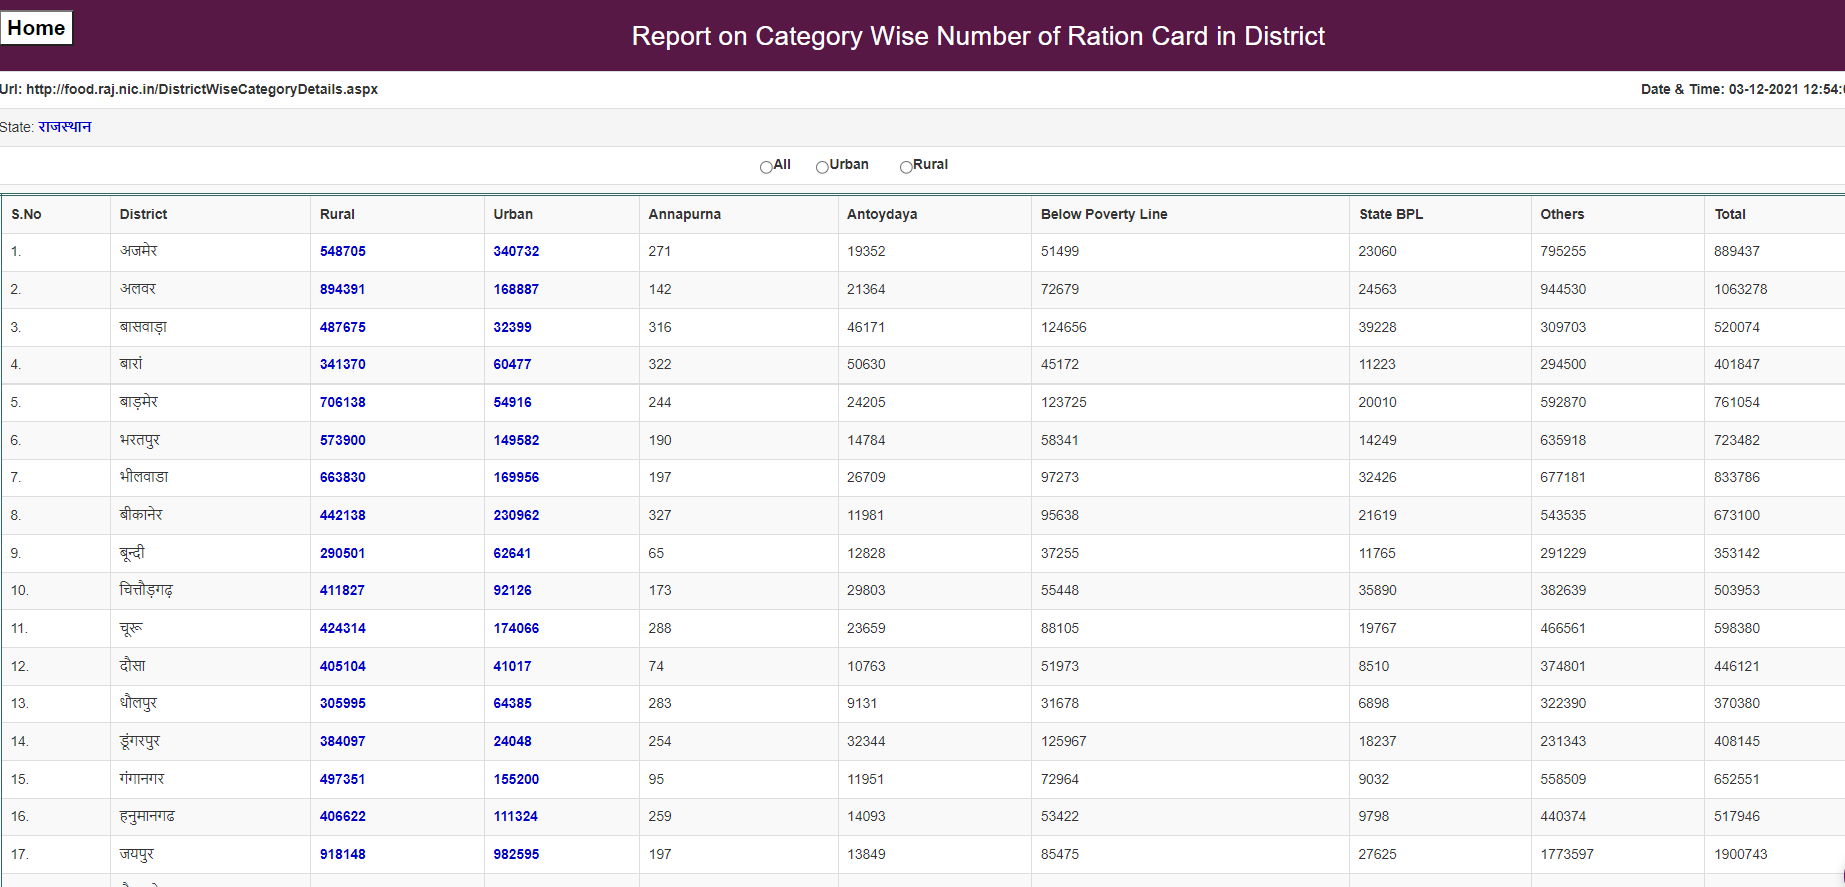 Home
Report on Category Wise Number of Ration Card in District
Url: http://food.raj.nic.in/DistrictWiseCategoryDetails.aspx Date & Time: 03-12-2021 12:54:
State: राजस्थान
All Urban Rural
S.No District Rural Urban Annapurna Antoydaya Below Poverty Line State BPL Others Total
1. अजमेर 548705 340732 271 19352 51499 23060 795255 889437
2. अलवर 894391 168887 142 21364 72679 24563 944530 1063278
3. बासवाड़ा 487675 32399 316 46171 124656 39228 309703 520074
4. बारां 341370 60477 322 50630 45172 11223 294500 401847
5. बाड़मेर 706138 54916 244 24205 123725 20010 592870 761054
6. भरतपुर 573900 149582 190 14784 58341 14249 635918 723482
7. भीलवाडा 663830 169956 197 26709 97273 32426 677181 833786
8. बीकानेर 442138 230962 327 11981 95638 21619 543535 673100
9. बून्दी 290501 62641 65 12828 37255 11765 291229 353142
10. चित्तौड़गढ़ 411827 92126 173 29803 55448 35890 382639 503953
11. चूरू 424314 174066 288 23659 88105 19767 466561 598380
12. दौसा 405104 41017 74 10763 51973 8510 374801 446121
13. धौलपुर 305995 64385 283 9131 31678 6898 322390 370380
14. डूंगरपुर 384097 24048 254 32344 125967 18237 231343 408145
15. गंगानगर 497351 155200 95 11951 72964 9032 558509 652551
16. हनुमानगढ 406622 111324 259 14093 53422 9798 440374 517946
17. जयपुर 918148 982595 197 13849 85475 27625 1773597 1900743